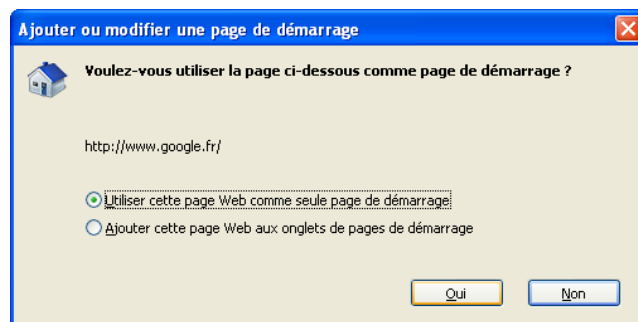 Ajouter ou modifier une page de démarrage
Voulez-vous utiliser la page ci-dessous comme page de démarrage ?
http://www.google.fr/
Utiliser cette page Web comme seule page de démarrage
Ajouter cette page Web aux onglets de pages de démarrage
Oui Non